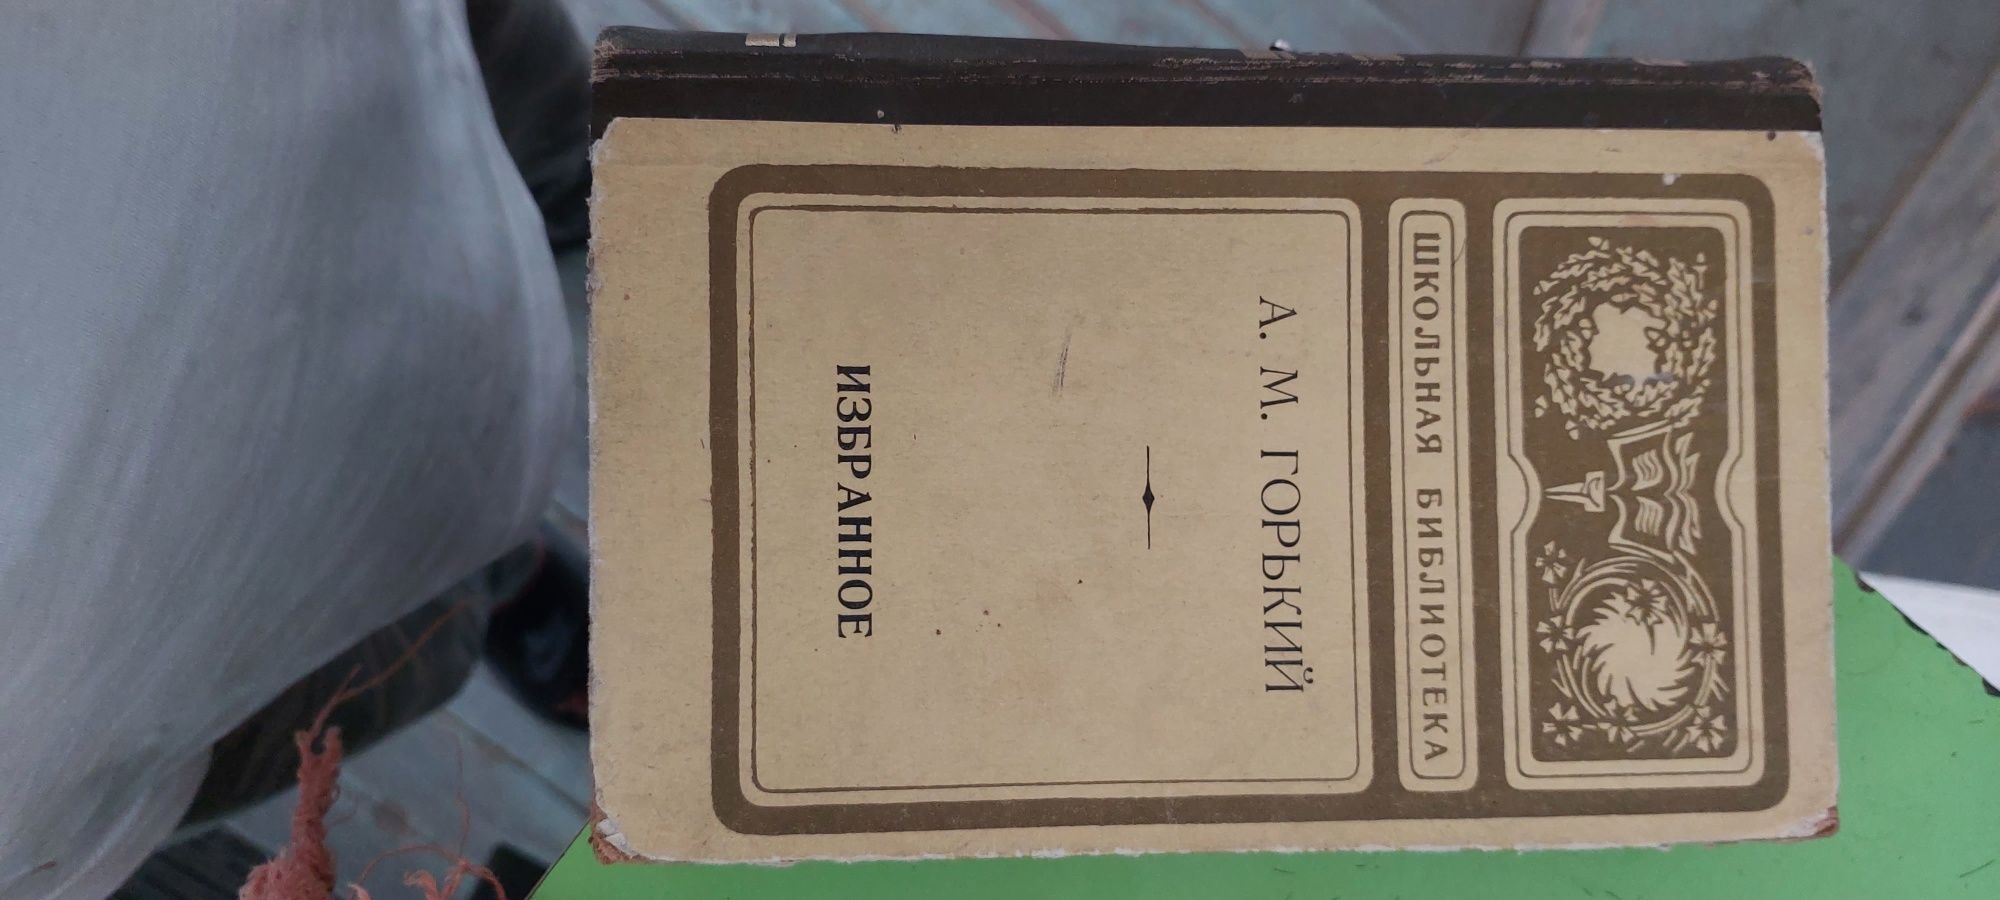 ШКОЛЬНАЯ БИБЛИОТЕКА
А. М. ГОРЬКИЙ
ИЗБРАННОЕ